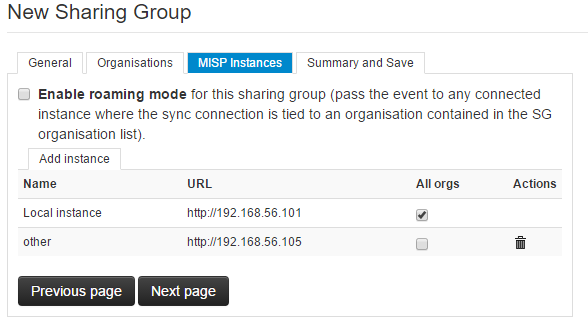 New Sharing Group
General Organisations MISP Instances Summary and Save
Enable roaming mode for this sharing group (pass the event to any connected
instance where the sync connection is tied to an organisation contained in the SG
organisation list).
Add instance
Name URL All orgs Actions
Local instance http://192.168.56.101
other http://192.168.56.105
Previous page Next page